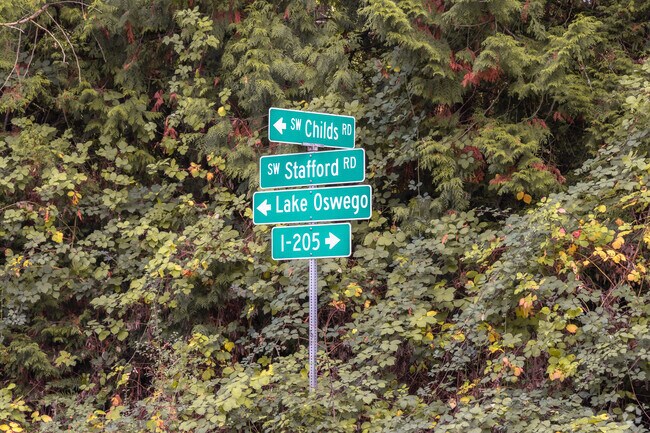 ← SW Childs RD
SW Stafford RD
← Lake Oswego
I-205 →